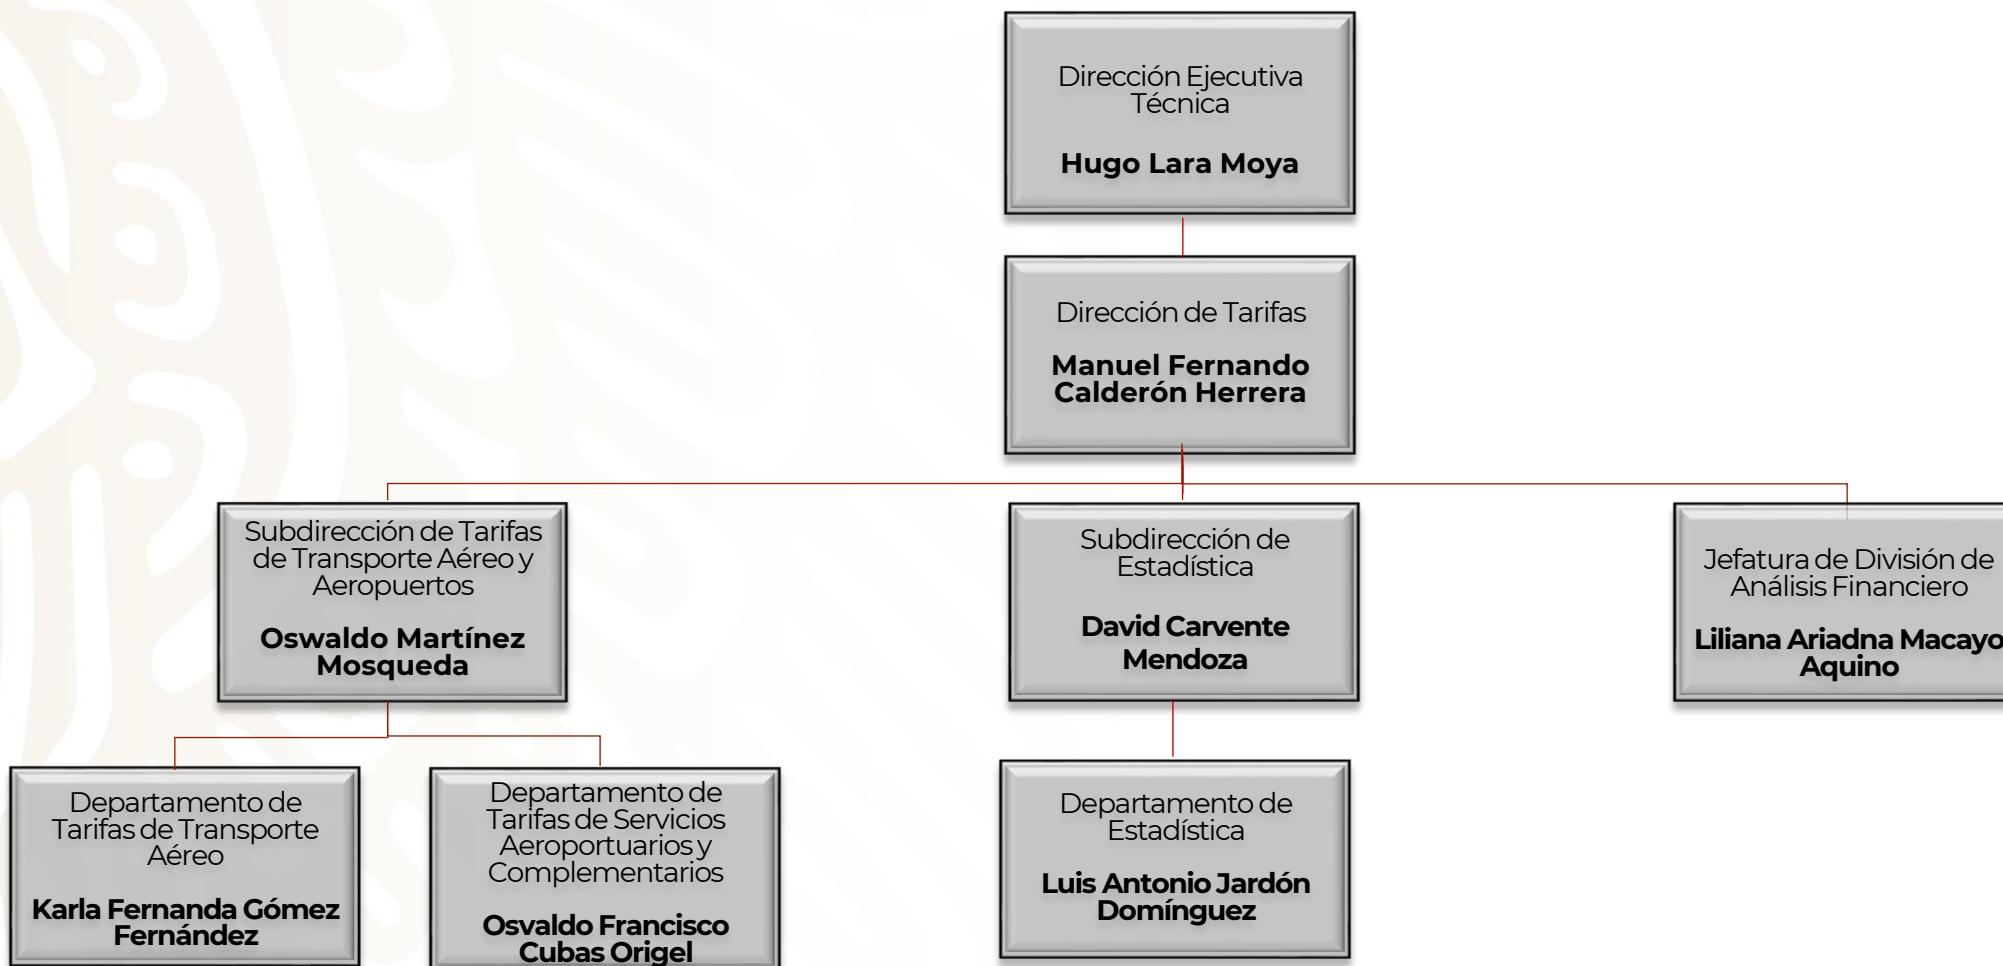 Dirección Ejecutiva
Técnica
Hugo Lara Moya
Dirección de Tarifas
Manuel Fernando
Calderón Herrera
Subdirección de Tarifas
de Transporte Aéreo y
Aeropuertos
Oswaldo Martínez
Mosqueda
Subdirección de
Estadística
David Carvente
Mendoza
Jefatura de División de
Análisis Financiero
Liliana Ariadna Macayo
Aquino
Departamento de
Tarifas de Transporte
Aéreo
Karla Fernanda Gómez
Fernández
Departamento de
Tarifas de Servicios
Aeroportuarios y
Complementarios
Osvaldo Francisco
Cubas Origel
Departamento de
Estadística
Luis Antonio Jardón
Domínguez